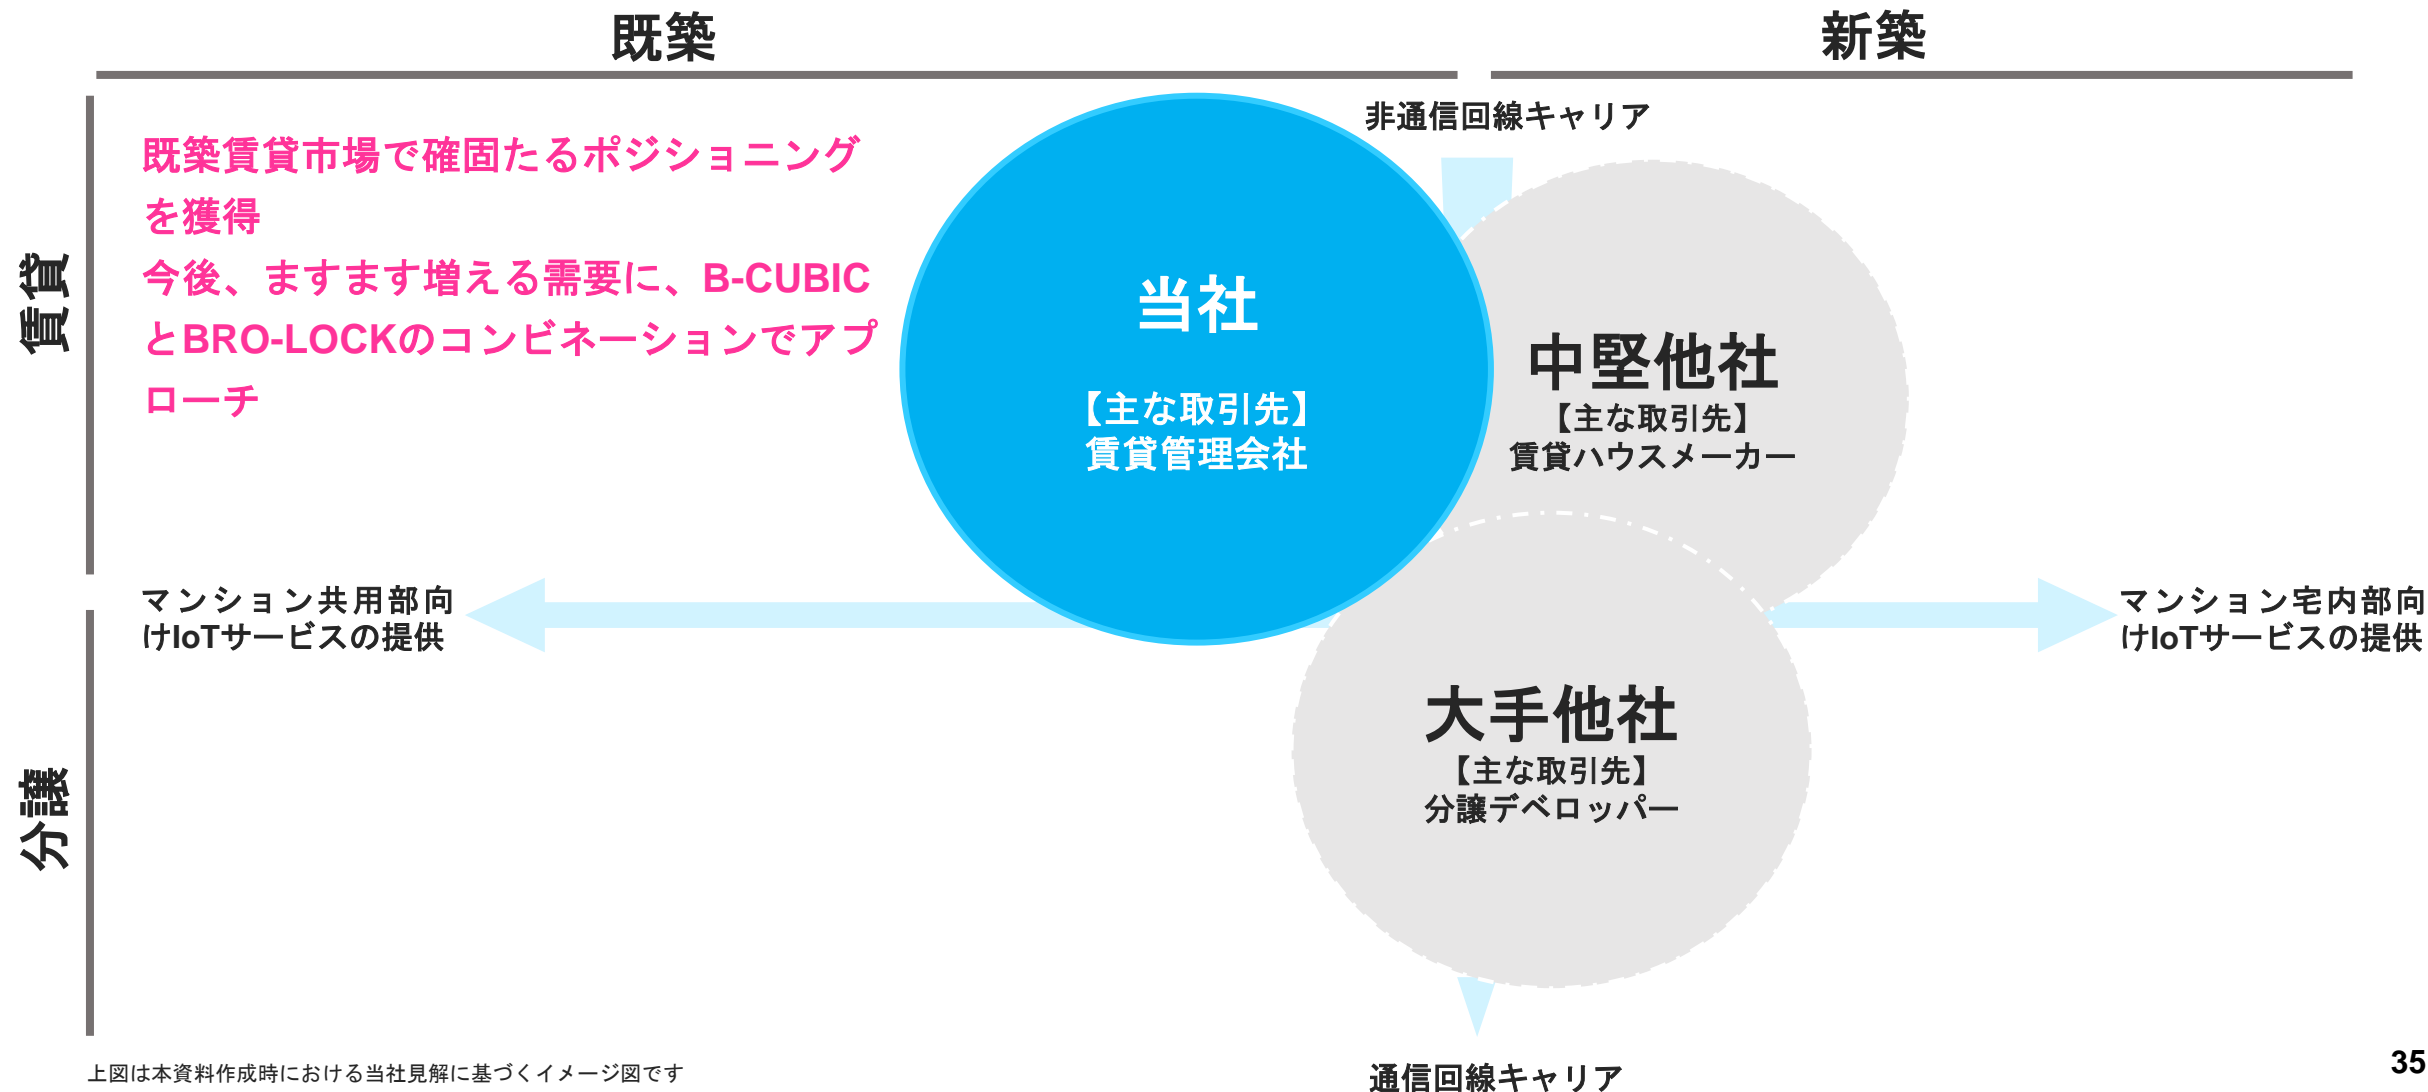 既築
新築
非通信回線キャリア
賃貸
既築賃貸市場で確固たるポジショニング
を獲得
今後、ますます増える需要に、B-CUBIC
とBRO-LOCKのコンビネーションでアプ
ローチ
当社
【主な取引先】
賃貸管理会社
中堅他社
【主な取引先】
賃貸ハウスメーカー
マンション共用部向
けIoTサービスの提供
マンション宅内部向
けIoTサービスの提供
分譲
大手他社
【主な取引先】
分譲デベロッパー
通信回線キャリア
上図は本資料作成時における当社見解に基づくイメージ図です
35